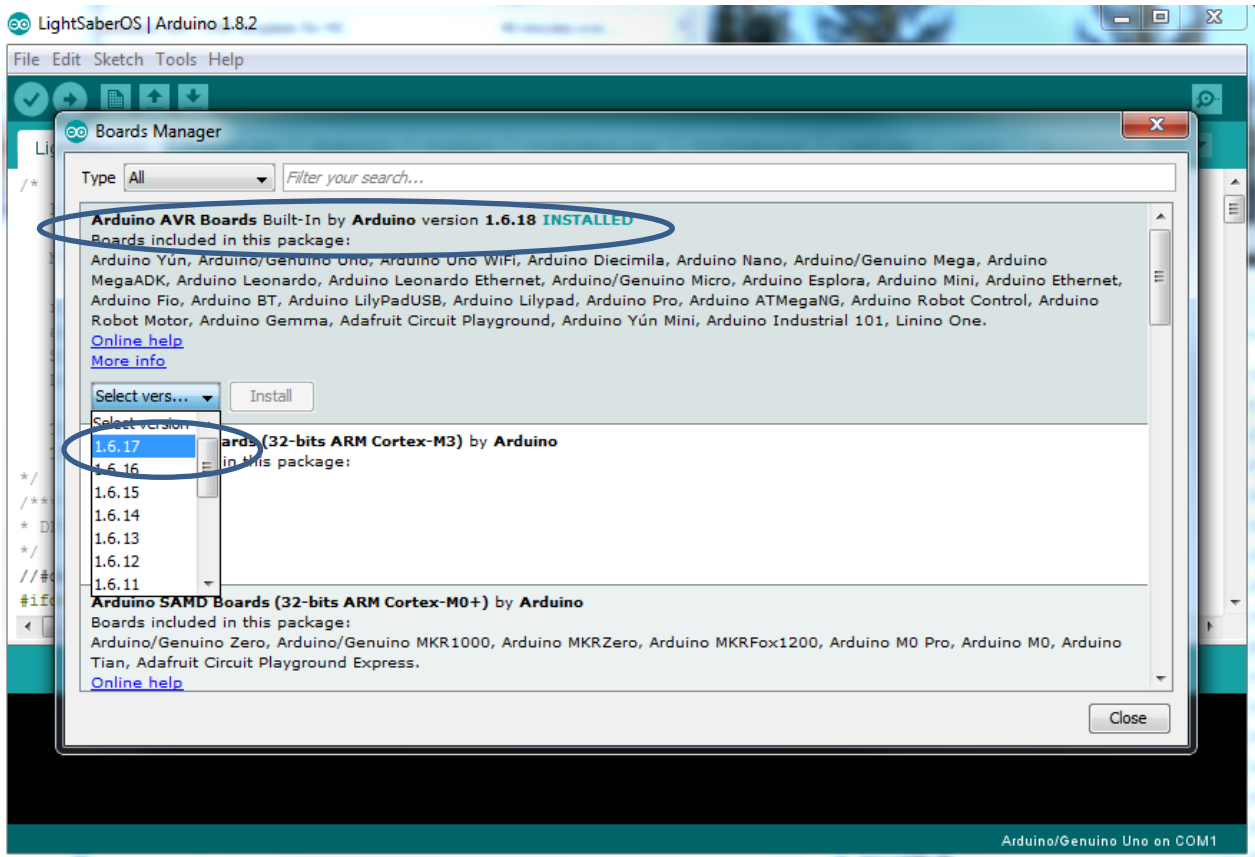 LightSaberOS | Arduino 1.8.2
File Edit Sketch Tools Help
Boards Manager
/*
Type All Filter your search...
Arduino AVR Boards Built-In by Arduino version 1.6.18 INSTALLED
Boards included in this package:
Arduino Yún, Arduino/Genuino Uno, Arduino Uno WiFi, Arduino Diecimila, Arduino Nano, Arduino/Genuino Mega, Arduino
MegaADK, Arduino Leonardo, Arduino Leonardo Ethernet, Arduino/Genuino Micro, Arduino Esplora, Arduino Mini, Arduino Ethernet,
Arduino Fio, Arduino BT, Arduino LilyPadUSB, Arduino Lilypad, Arduino Pro, Arduino ATMegaNG, Arduino Robot Control, Arduino
Robot Motor, Arduino Gemma, Adafruit Circuit Playground, Arduino Yún Mini, Arduino Industrial 101, Linino One.
Online help
More info
Select vers... Install
Select version
1.6.17
ards (32-bits ARM Cortex-M3) by Arduino
1.6.16
in this package:
1.6.15
1.6.14
1.6.13
1.6.12
1.6.11
*/
/**
*
*/
Arduino SAMD Boards (32-bits ARM Cortex-M0+) by Arduino
Boards included in this package:
Arduino/Genuino Zero, Arduino/Genuino MKR1000, Arduino MKRZero, Arduino MKRFox1200, Arduino M0 Pro, Arduino M0, Arduino
Tian, Adafruit Circuit Playground Express.
Online help
Close
Arduino/Genuino Uno on COM1